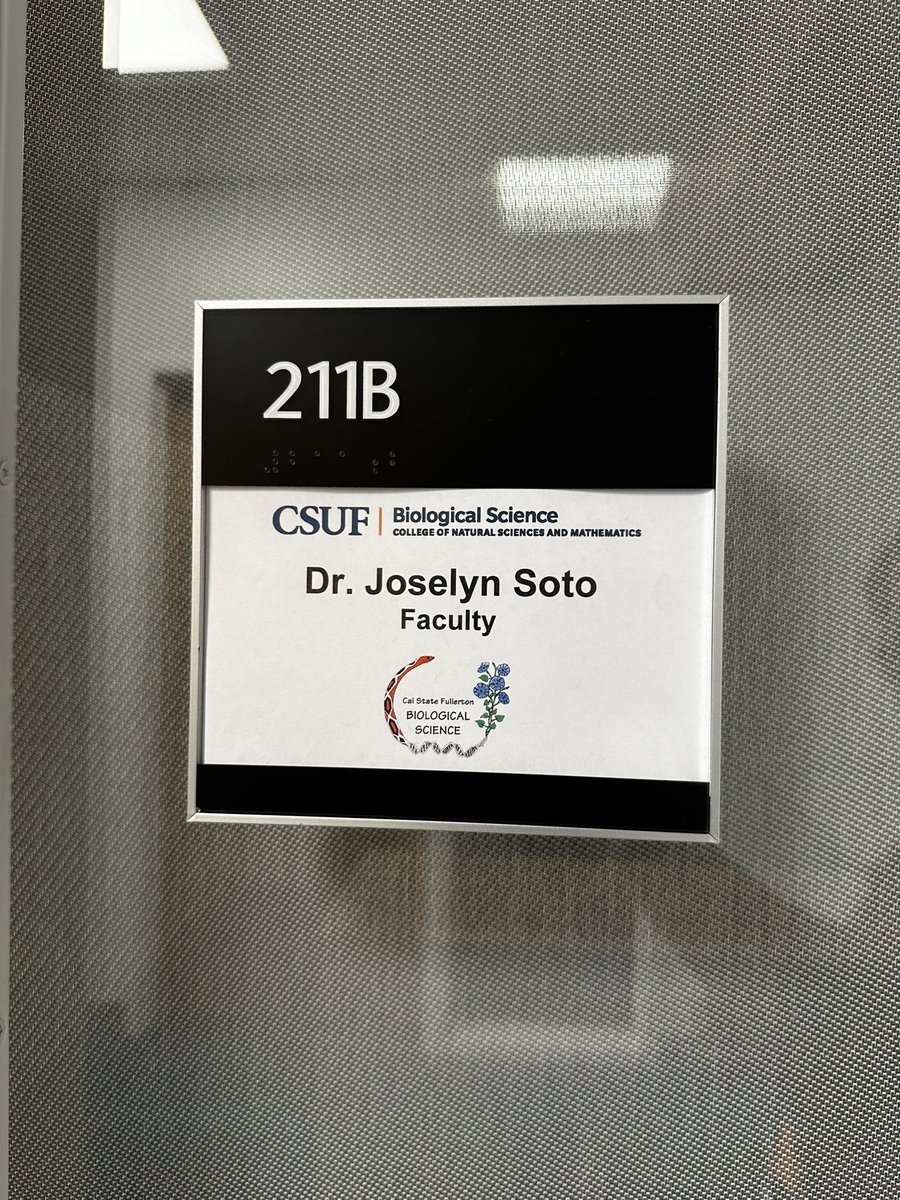 211B
CSUF | Biological Science
COLLEGE OF NATURAL SCIENCES AND MATHEMATICS
Dr. Joselyn Soto
Faculty
Cal State Fullerton
BIOLOGICAL
SCIENCE